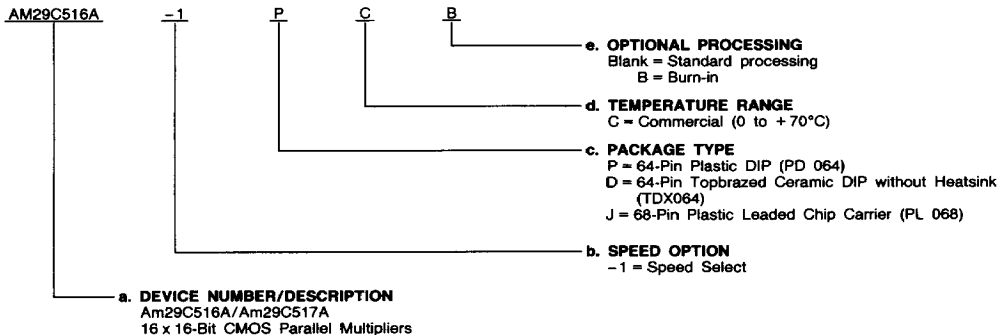 AM29C516A -1 P C B
e. OPTIONAL PROCESSING
Blank = Standard processing
B = Burn-in
d. TEMPERATURE RANGE
C = Commercial (0 to +70°C)
c. PACKAGE TYPE
P = 64-Pin Plastic DIP (PD 064)
D = 64-Pin Topbrazed Ceramic DIP without Heatsink
(TDX064)
J = 68-Pin Plastic Leaded Chip Carrier (PL 068)
b. SPEED OPTION
-1 = Speed Select
a. DEVICE NUMBER/DESCRIPTION
Am29C516A/Am29C517A
16 x 16-Bit CMOS Parallel Multipliers